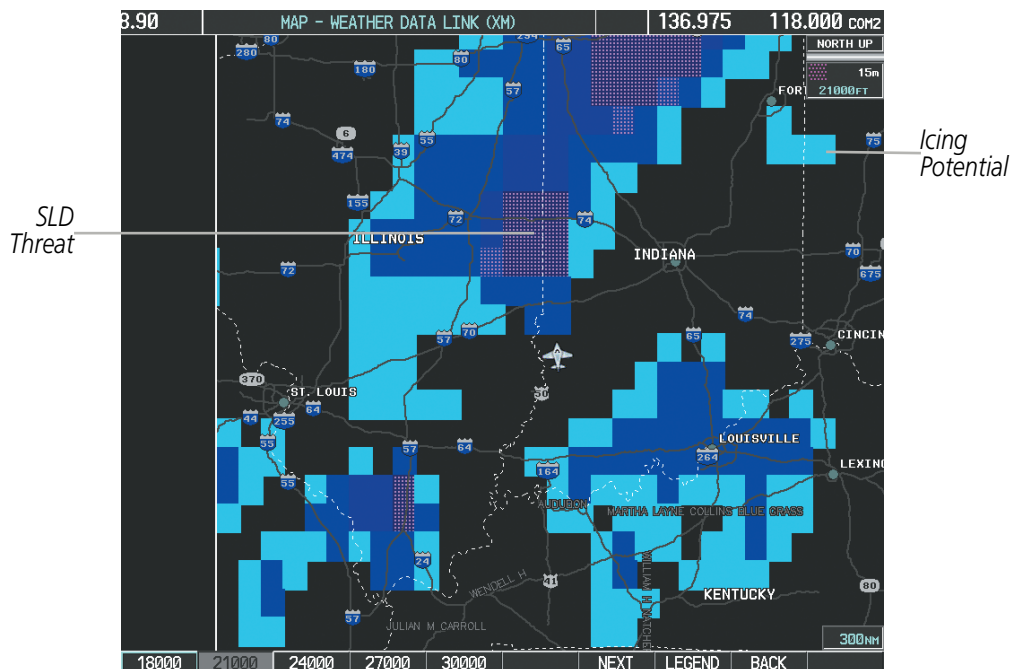 8.90 MAP - WEATHER DATA LINK (XM) 136.975 118.000 COM2
NORTH UP
15m
21000FT
Icing
Potential
SLD
Threat
80
280
180
80
294
65
57
FORT
74
6
474
39
55
75
155
72
74
ILLINOIS
INDIANA
70
72
675
74
57
70
65
275
CINCIN
370
50
ST. LOUIS
64
44
255
55
57
64
LOUISVILLE
264
164
LEXING
55
AUDUBON
MARTHA LAYNE COLLINS BLUE GRASS
24
WENDELL H
41
WILLIAM H NATCHE
80
KENTUCKY
57
JULIAN M CARROLL
300NM
18000 21000 24000 27000 30000 NEXT LEGEND BACK